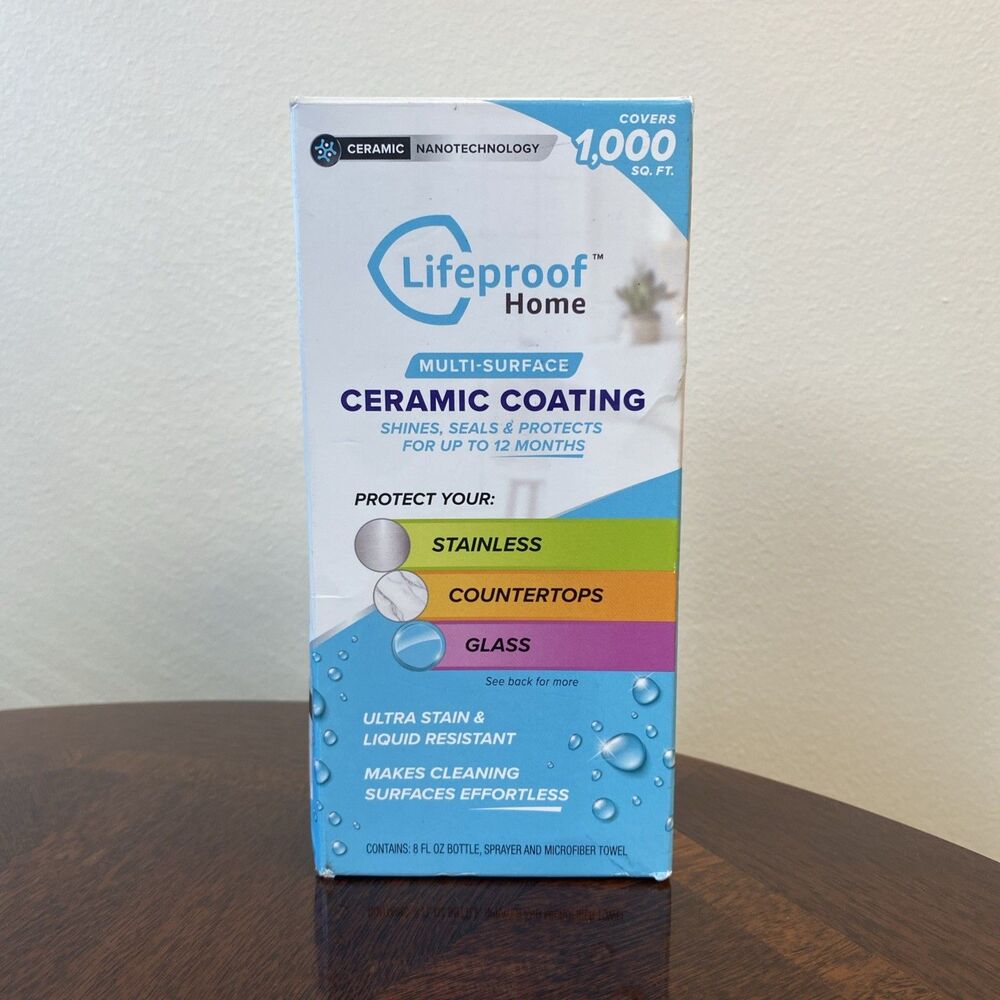 COVERS
1,000
SQ. FT.
CERAMIC NANOTECHNOLOGY
Lifeproof™
Home
MULTI-SURFACE
CERAMIC COATING
SHINES, SEALS & PROTECTS
FOR UP TO 12 MONTHS
PROTECT YOUR:
STAINLESS
COUNTERTOPS
GLASS
See back for more
ULTRA STAIN &
LIQUID RESISTANT
MAKES CLEANING
SURFACES EFFORTLESS
CONTAINS: 8 FL OZ BOTTLE, SPRAYER AND MICROFIBER TOWEL